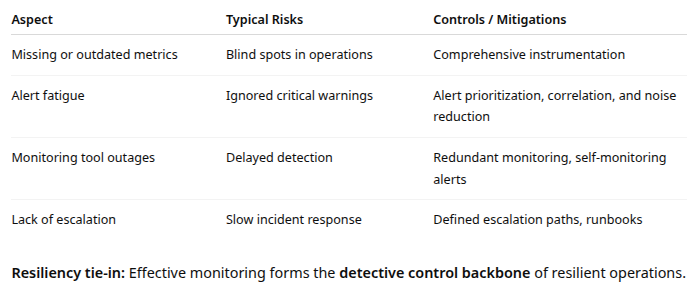 Aspect Typical Risks Controls / Mitigations
Missing or outdated metrics Blind spots in operations Comprehensive instrumentation
Alert fatigue Ignored critical warnings Alert prioritization, correlation, and noise
reduction
Monitoring tool outages Delayed detection Redundant monitoring, self-monitoring
alerts
Lack of escalation Slow incident response Defined escalation paths, runbooks
Resiliency tie-in: Effective monitoring forms the detective control backbone of resilient operations.